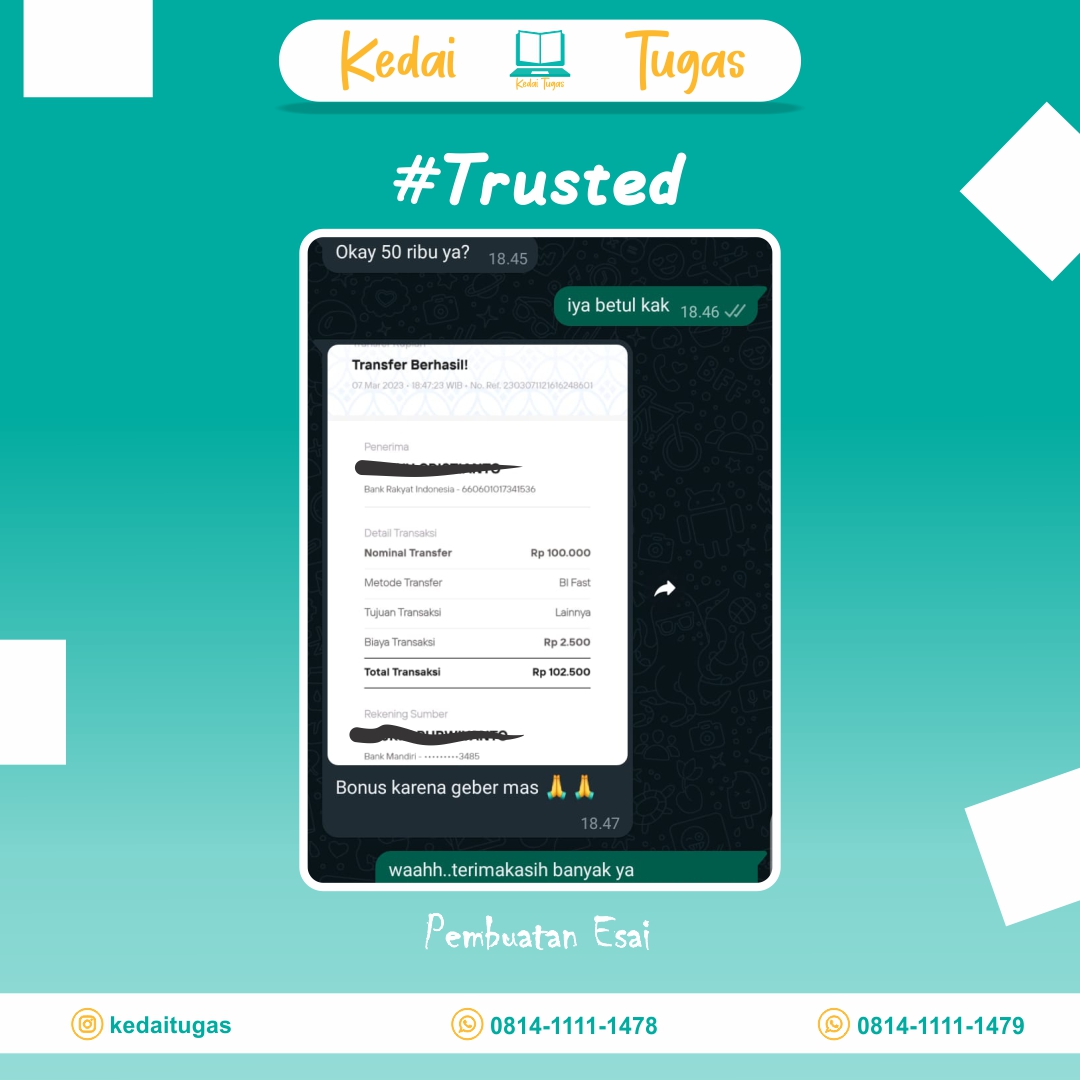 Kedai Tugas
Kedai Tugas
#Trusted
Okay 50 ribu ya? 18.45
iya betul kak 18.46
Transfer Berhasil!
07 Mar 2023 • 18:47:23 WIB - No. Ref. 2303071121616248601
Penerima
Bank Rakyat Indonesia - 660601017341536
Detail Transaksi
Nominal Transfer Rp 100.000
Metode Transfer BI Fast
Tujuan Transaksi Lainnya
Biaya Transaksi Rp 2.500
Total Transaksi Rp 102.500
Rekening Sumber
Bank Mandiri - •••••••••3485
Bonus karena geber mas 🙏 🙏
18.47
waahh..terimakasih banyak ya
Pembuatan Esai
kedaitugas 0814-1111-1478 0814-1111-1479